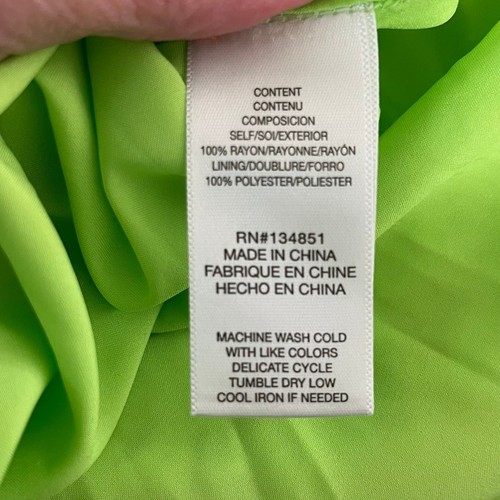 CONTENT
CONTENU
COMPOSICION
SELF/SOI/EXTERIOR
100% RAYON/RAYONNE/RAYÓN
LINING/DOUBLURE/FORRO
100% POLYESTER/POLIESTER
RN#134851
MADE IN CHINA
FABRIQUE EN CHINE
HECHO EN CHINA
MACHINE WASH COLD
WITH LIKE COLORS
DELICATE CYCLE
TUMBLE DRY LOW
COOL IRON IF NEEDED